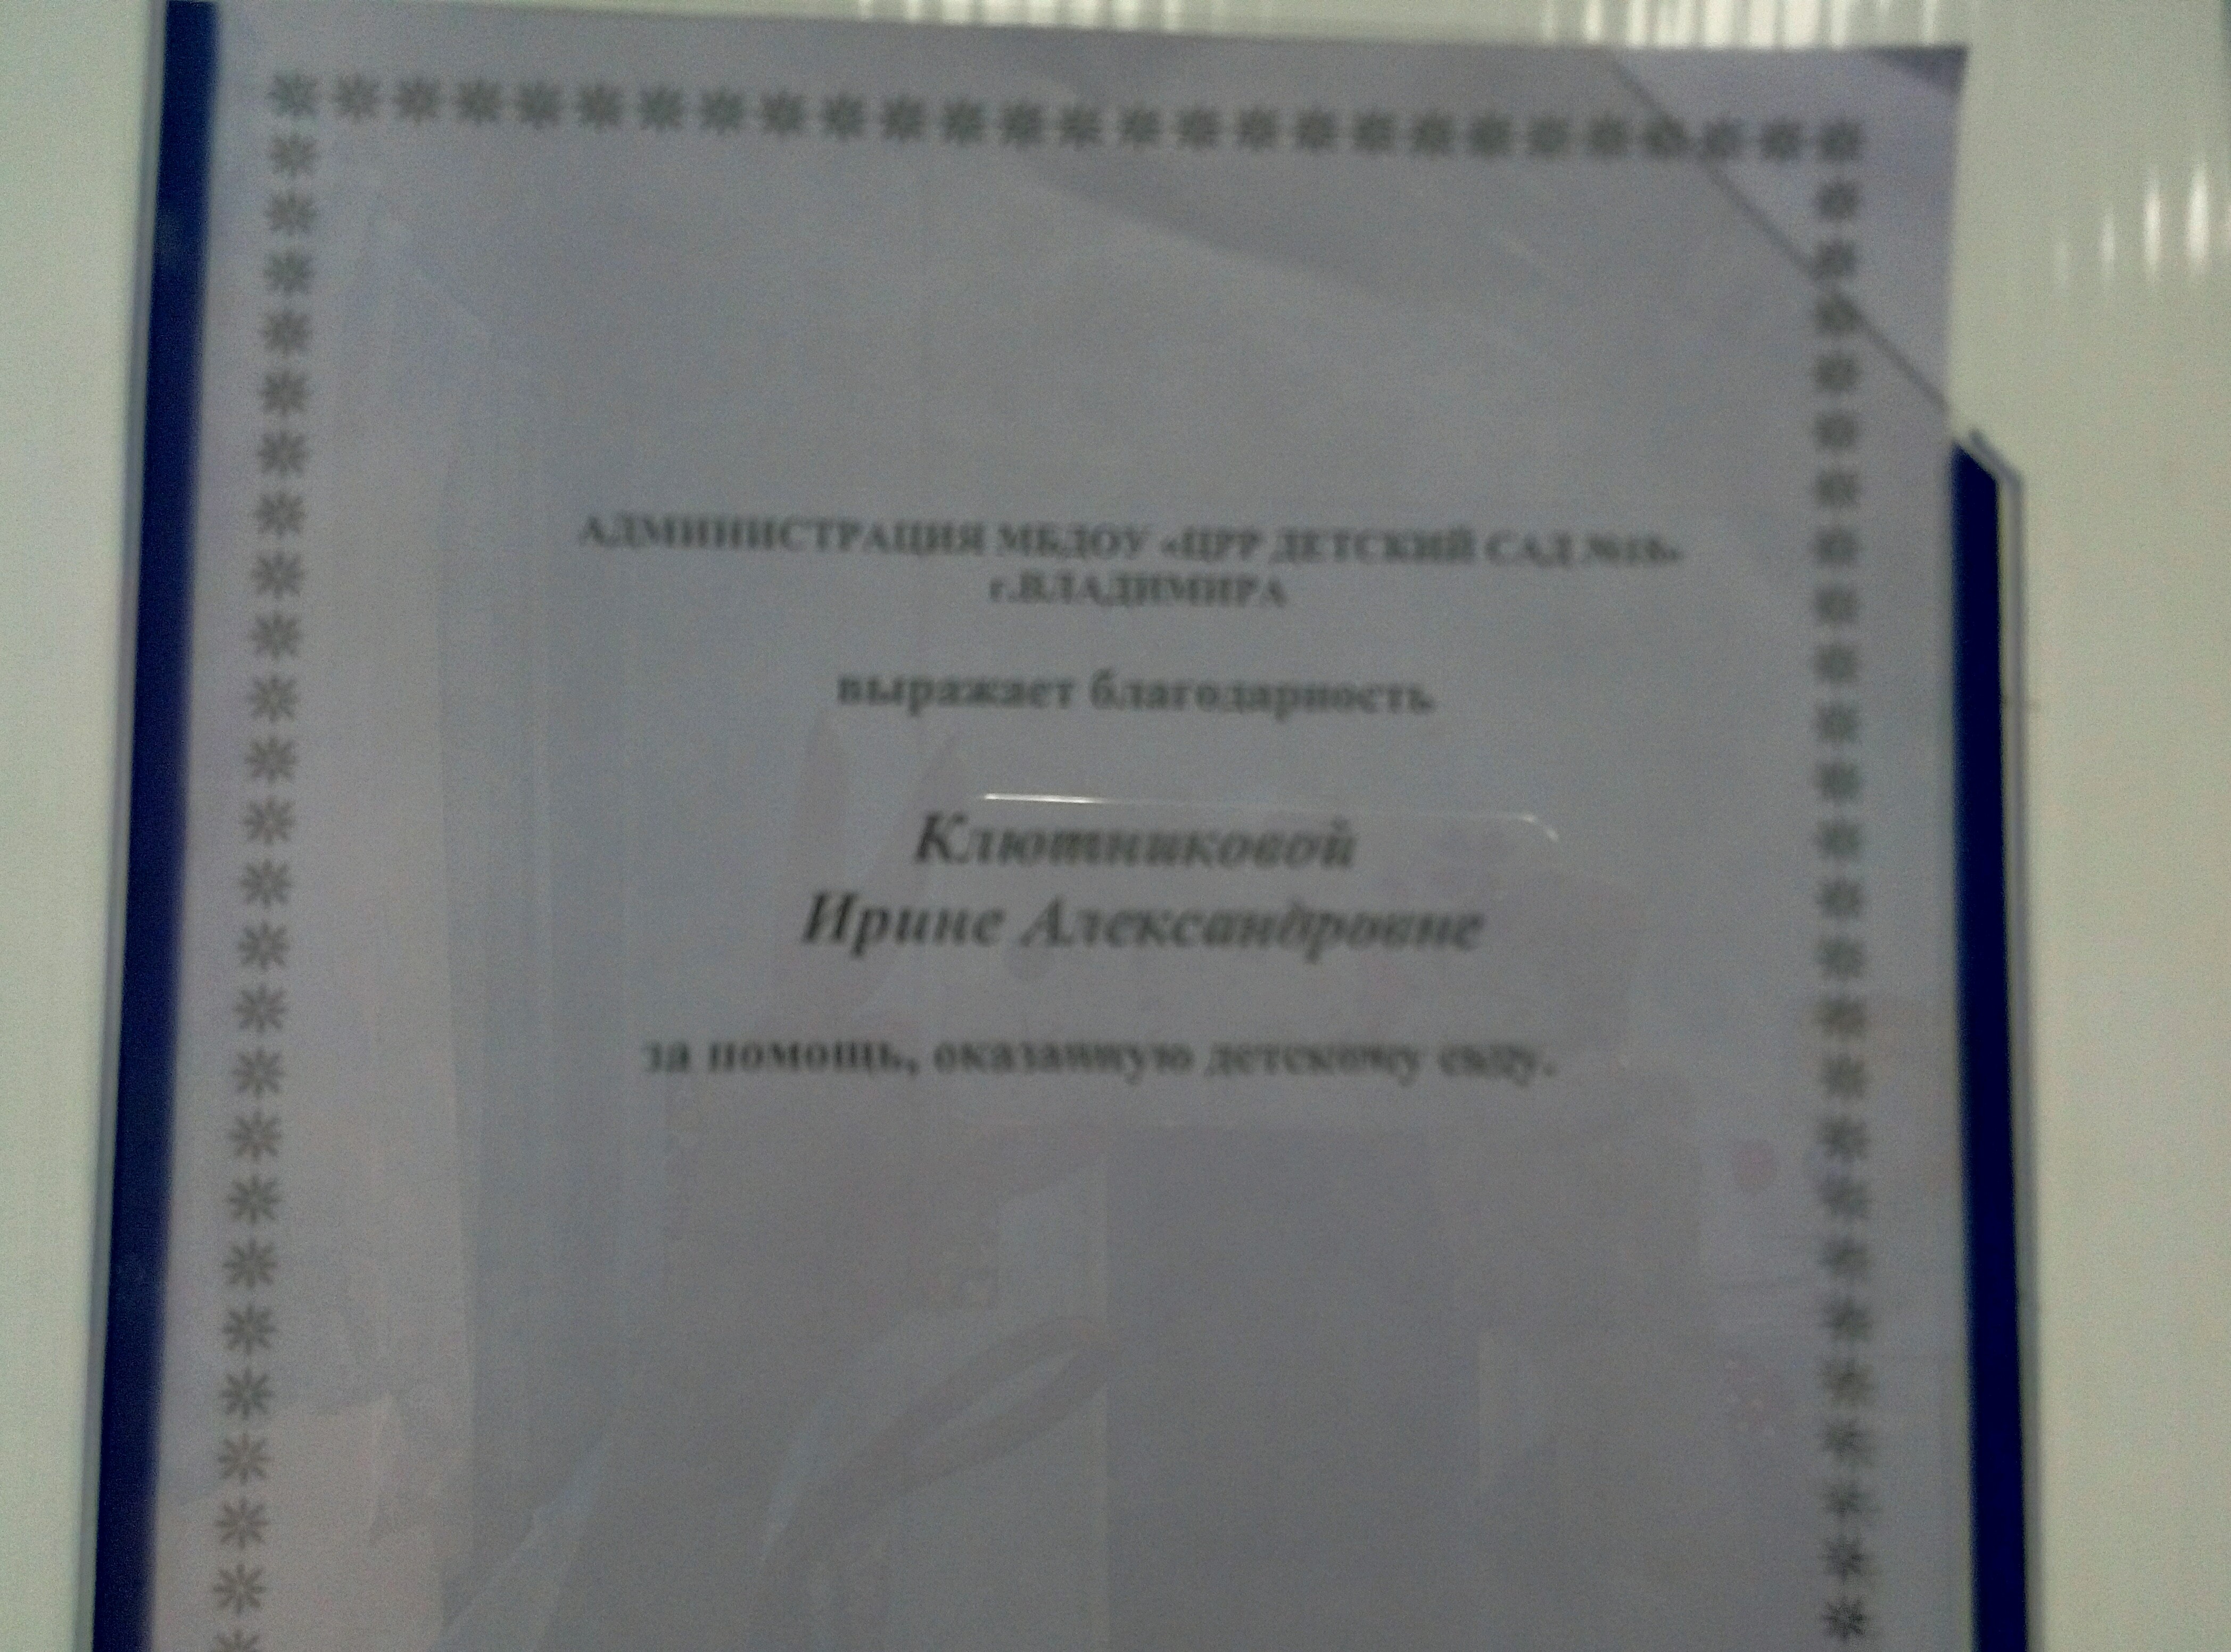 АДМИНИСТРАЦИЯ МБДОУ «ЦРР ДЕТСКИЙ САД
г.ВЛАДИМИРА
выражает благодарность
Клютниковой
Ирине Александровне
за помощь, оказанную детскому саду.